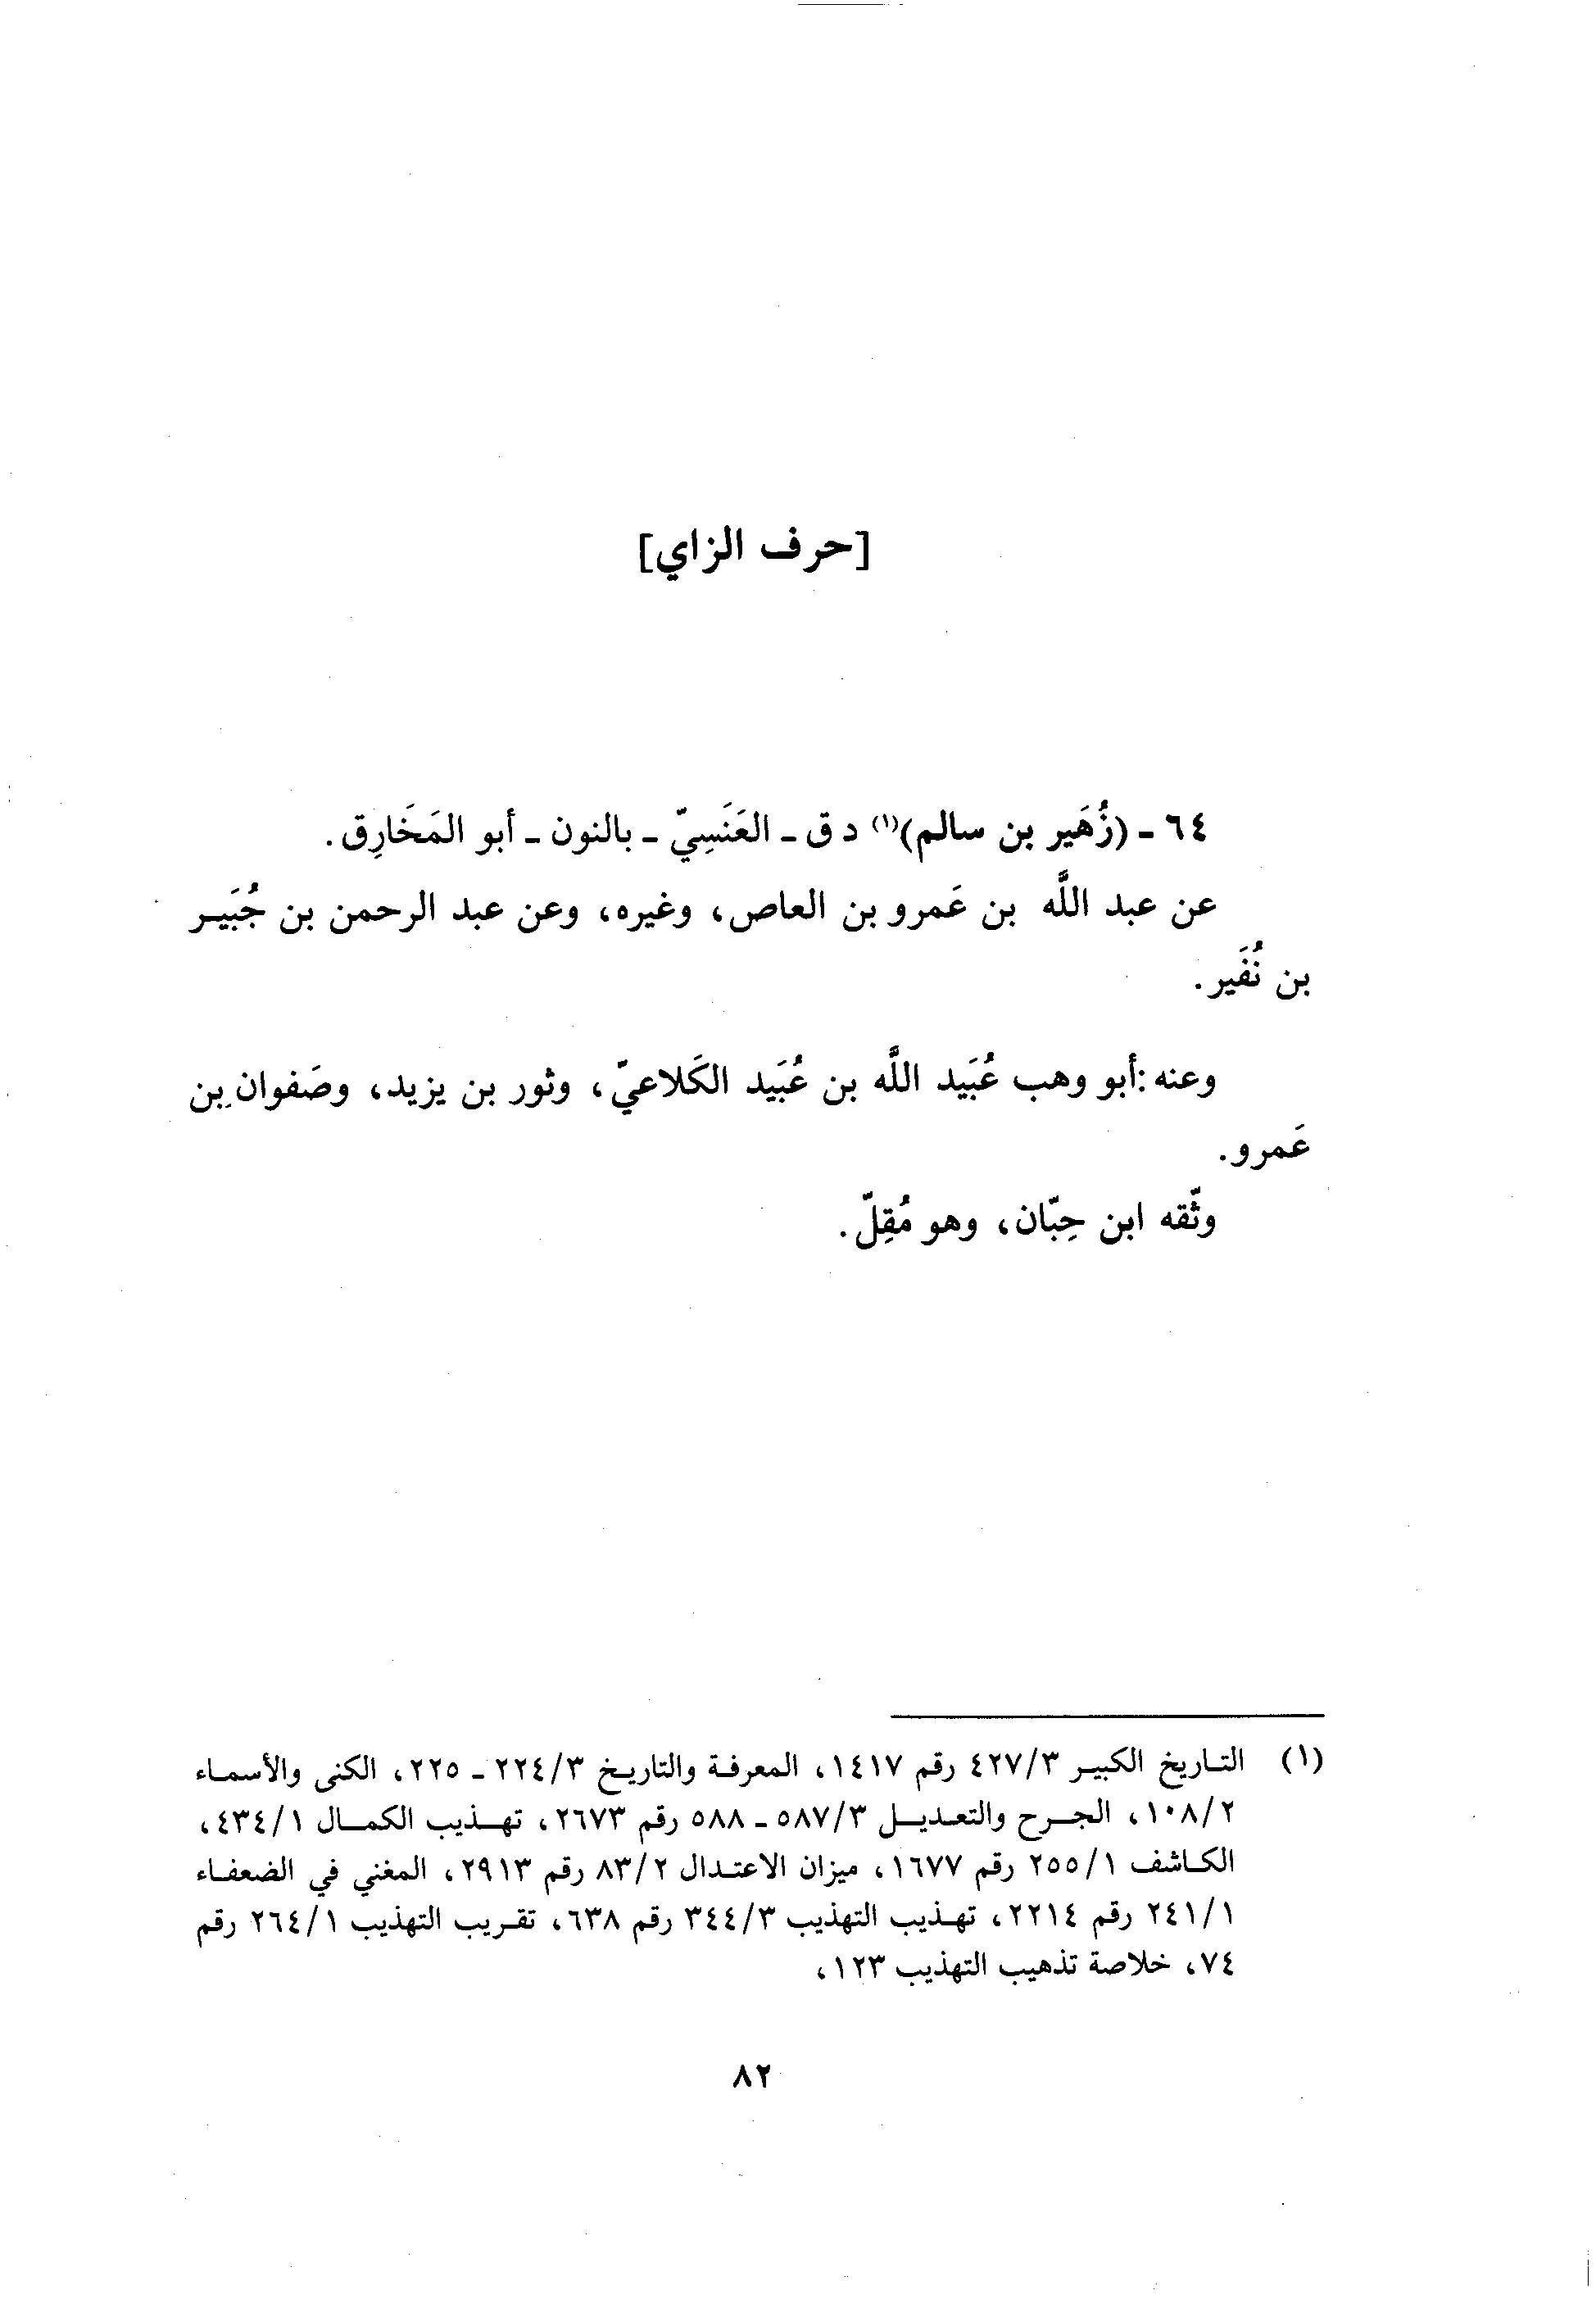 [حرف الزاي]
٦٤ - (زُهَير بن سالم)(١) د ق - العَنَسِيّ - بالنون - أبو المَخَارِق.
عن عبد اللَّه بن عَمرو بن العاص، وغيره، وعن عبد الرحمن بن جُبَير
بن نُفَير.
وعنه: أبو وهب عُبَيد اللَّه بن عُبَيد الكَلاعيّ، وثور بن يزيد، وصَفوان بن
عَمرو.
وثّقه ابن حِبّان، وهو مُقِلّ.
(١) التاريخ الكبير ٤٢٧/٣ رقم ١٤١٧، المعرفة والتاريخ ٢٢٤/٣ - ٢٢٥، الكنى والأسماء
١٠٨/٢، الجرح والتعديل ٥٨٧/٣ - ٥٨٨ رقم ٢٦٧٣، تهذيب الكمال ٤٣٤/١،
الكاشف ٢٥٥/١ رقم ١٦٧٧، ميزان الاعتدال ٨٣/٢ رقم ٢٩١٣، المغني في الضعفاء
٢٤١/١ رقم ٢٢١٤، تهذيب التهذيب ٣٤٤/٣ رقم ٦٣٨، تقريب التهذيب ٢٦٤/١ رقم
٧٤، خلاصة تذهيب التهذيب ١٢٣،
٨٢